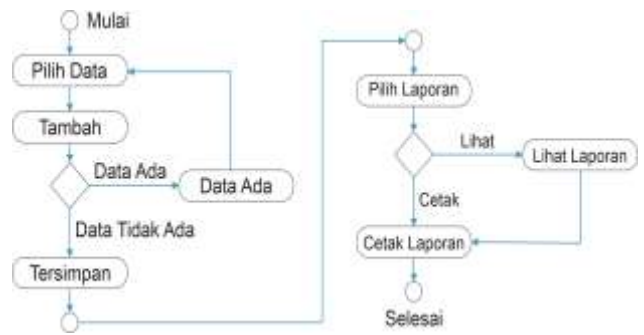 Mulai
Pilih Data
Tambah
Data Ada
Data Ada
Data Tidak Ada
Tersimpan
Pilih Laporan
Lihat
Lihat Laporan
Cetak
Cetak Laporan
Selesai